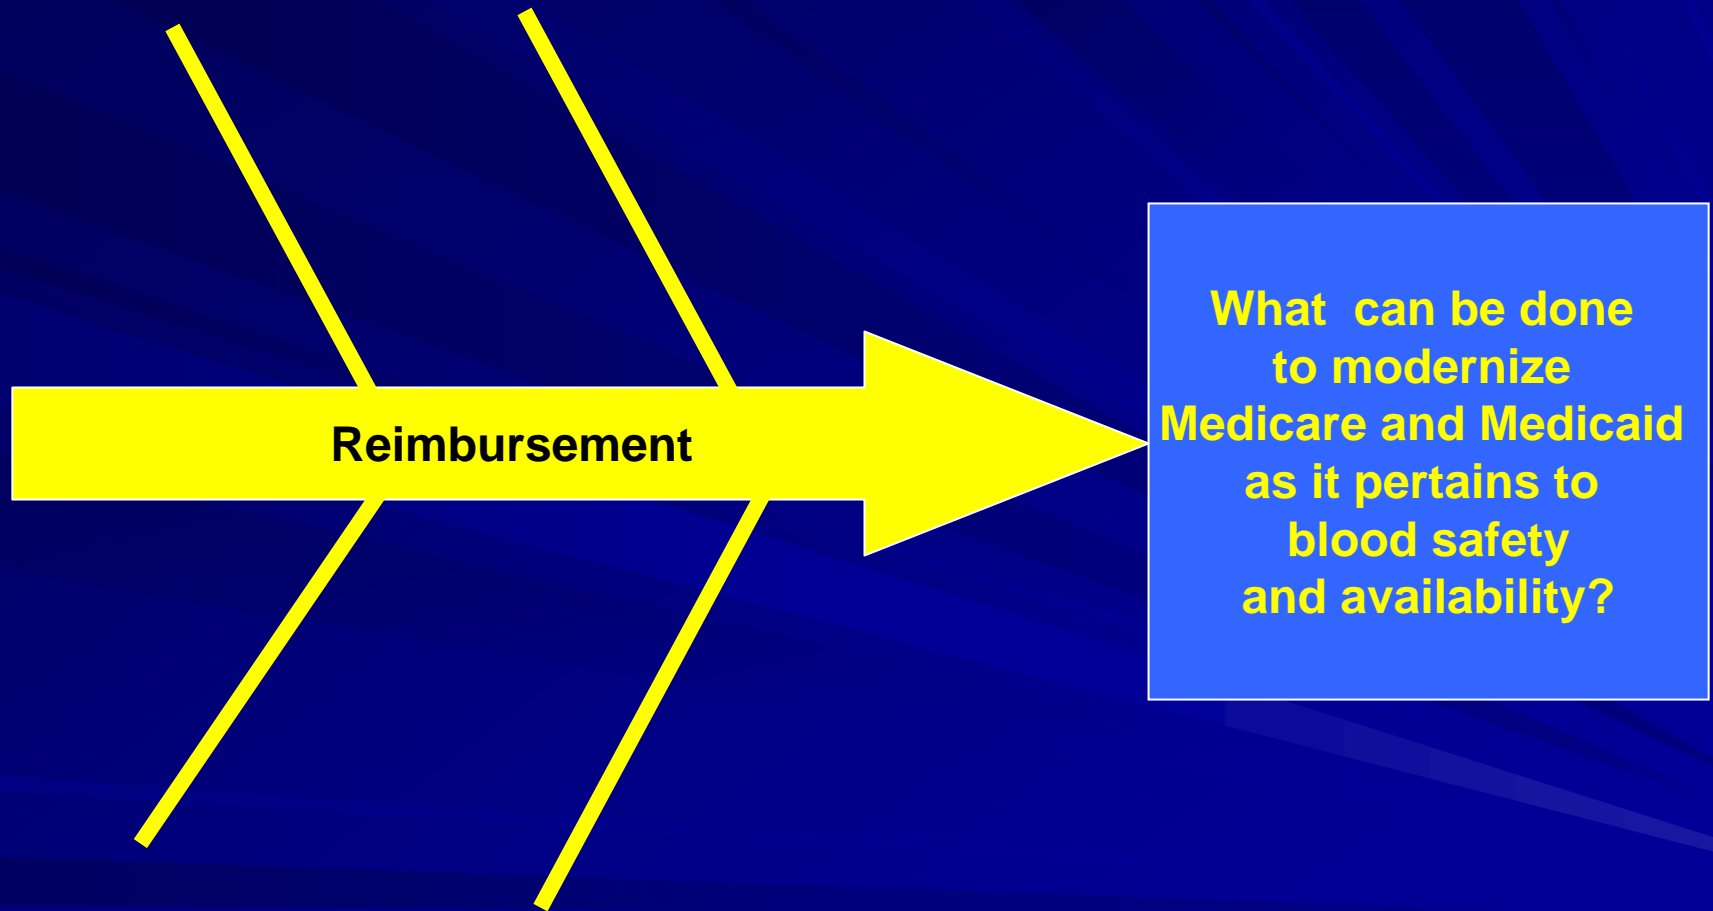 Reimbursement
What can be done
to modernize
Medicare and Medicaid
as it pertains to
blood safety
and availability?